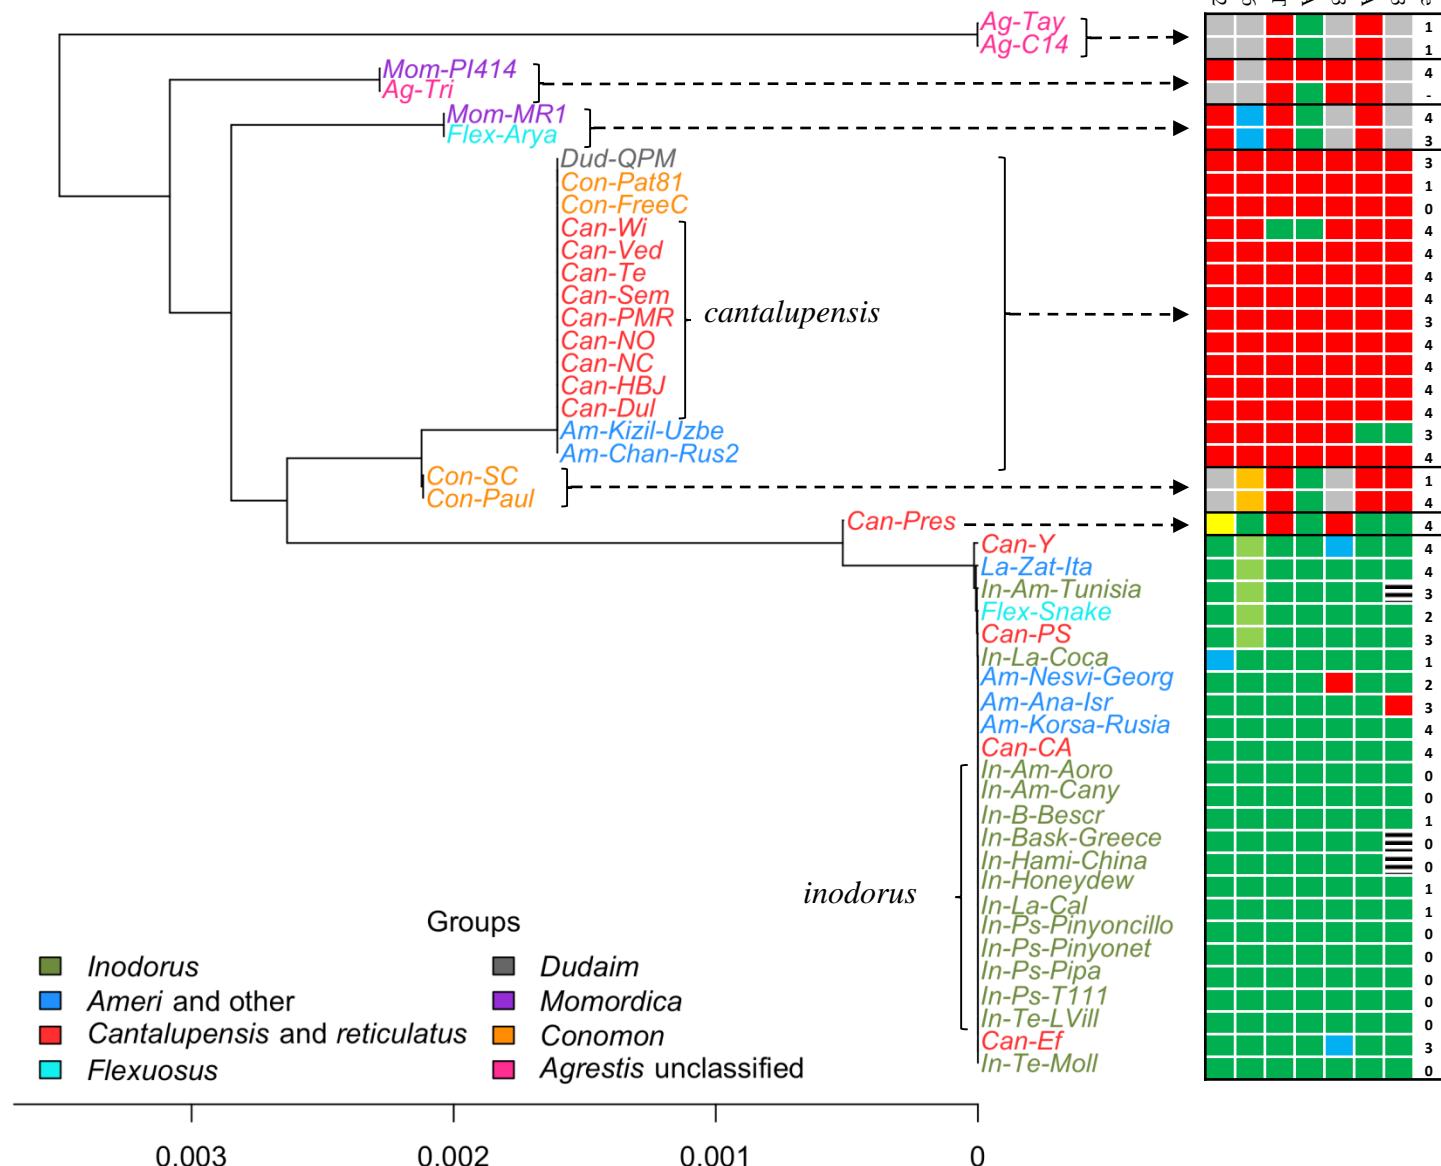 Ag-Tay 1
Ag-C14 1
Mom-PI414 4
Ag-Tri -
Mom-MR1 4
Flex-Arya 3
Dud-QPM 3
Con-Pat81 1
Con-FreeC 0
Can-Wi 4
Can-Ved 4
Can-Te 4
Can-Sem 4
Can-PMR 3
cantalupensis
Can-NO 4
Can-NC 4
Can-HBJ 4
Can-Dul 4
Am-Kizil-Uzbe 3
Am-Chan-Rus2 4
Con-SC 1
Con-Paul 4
Can-Pres 4
Can-Y 4
La-Zat-Ita 4
In-Am-Tunisia 3
Flex-Snake 2
Can-PS 3
In-La-Coca 1
Am-Nesvi-Georg 2
Am-Ana-Isr 3
Am-Korsa-Rusia 4
Can-CA 4
In-Am-Aoro 0
In-Am-Cany 0
In-B-Bescr 1
In-Bask-Greece 0
In-Hami-China 0
In-Honeydew 1
inodorus
In-La-Cal 1
In-Ps-Pinyoncillo 0
In-Ps-Pinyonet 0
In-Ps-Pipa 0
In-Ps-T111 0
In-Te-LVill 0
Can-Ef 3
In-Te-Moll 0
Groups
Inodorus
Ameri and other
Cantalupensis and reticulatus
Flexuosus
Dudaim
Momordica
Conomon
Agrestis unclassified
0.003 0.002 0.001 0